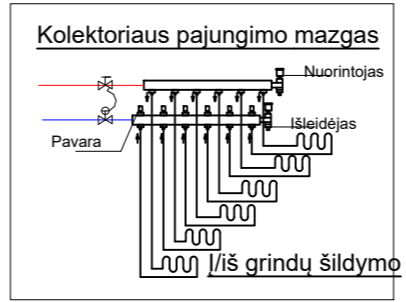 Kolektoriaus pajungimo mazgas
Nuorintojas
Išleidėjas
Pavara
Į/iš grindų šildymo